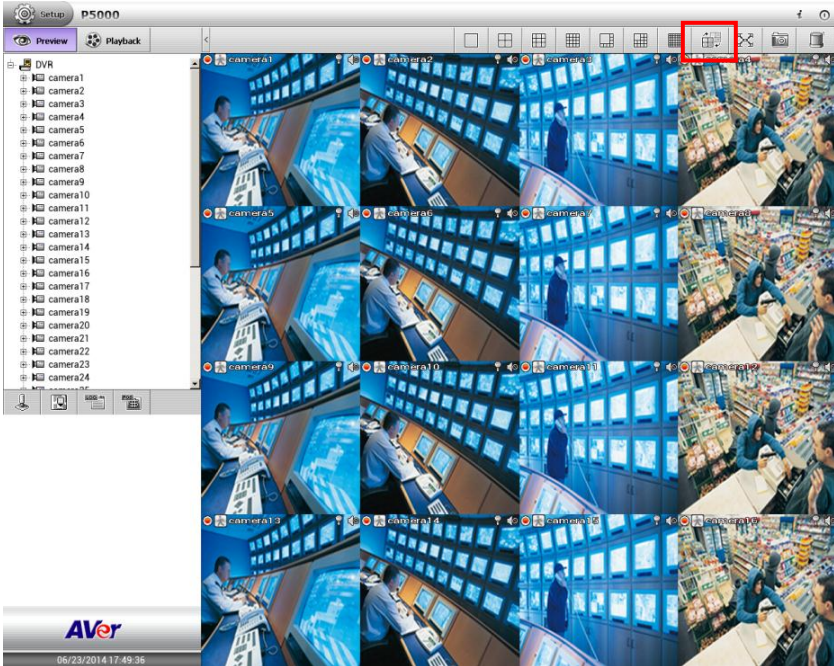 Setup P5000 i
Preview Playback <
DVR
camera1
camera2
camera3
camera4
camera5
camera6
camera7
camera8
camera9
camera10
camera11
camera12
camera13
camera14
camera15
camera16
camera17
camera18
camera19
camera20
camera21
camera22
camera23
camera24
camera1 camera2 camera3 camera4
camera5 camera6 camera7 camera8
camera9 camera10 camera11 camera12
camera13 camera14 camera15 camera16
AVer
06/23/2014 17:49:36